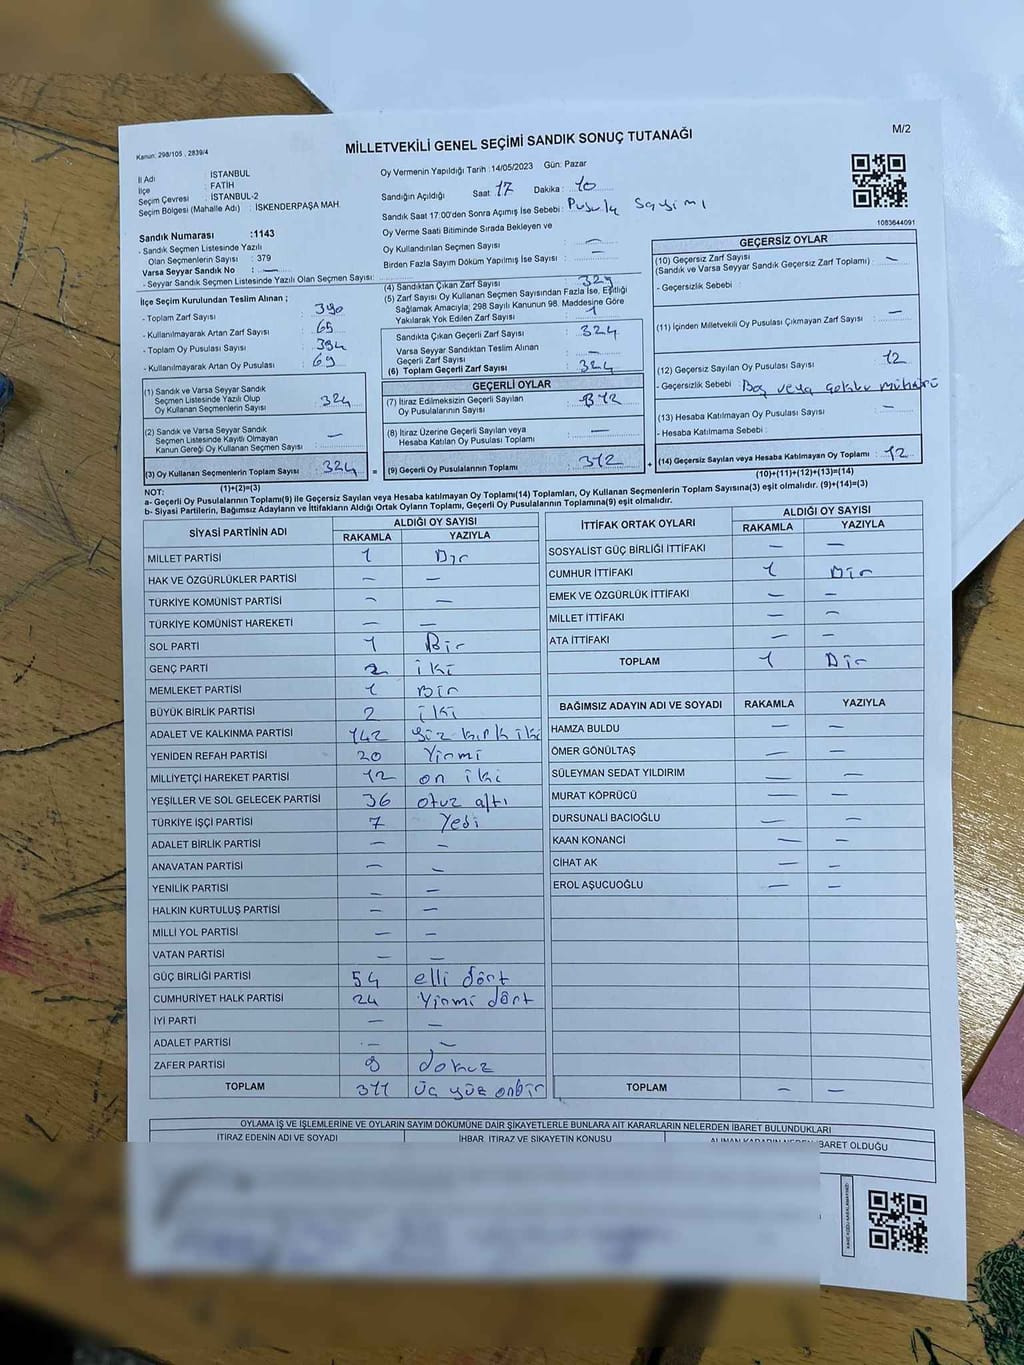 Kanun: 298/105 , 2839/4
MİLLETVEKİLİ GENEL SEÇİMİ SANDIK SONUÇ TUTANAĞI
M/2
İl Adı : İSTANBUL
İlçe : FATİH
Seçim Çevresi : İSTANBUL-2
Seçim Bölgesi (Mahalle Adı) : İSKENDERPAŞA MAH.
Oy Vermenin Yapıldığı Tarih :14/05/2023 Gün: Pazar
Sandığın Açıldığı Saat: 17 Dakika : 10
Sandık Saat 17:00'den Sonra Açımış İse Sebebi : Pusula Sayımı
Oy Verme Saati Bitiminde Sırada Bekleyen ve
Oy Kullandırılan Seçmen Sayısı : —
Birden Fazla Sayım Döküm Yapılmış İse Sayısı : —
1083644091
Sandık Numarası :1143
- Sandık Seçmen Listesinde Yazılı
Olan Seçmenlerin Sayısı : 379
Varsa Seyyar Sandık No : —
- Seyyar Sandık Seçmen Listesinde Yazılı Olan Seçmen Sayısı:
İlçe Seçim Kurulundan Teslim Alınan ;
- Toplam Zarf Sayısı : 390
- Kullanılmayarak Artan Zarf Sayısı : 65
- Toplam Oy Pusulası Sayısı : 394
- Kullanılmayarak Artan Oy Pusulası : 69
(1) Sandık ve Varsa Seyyar Sandık
Seçmen Listesinde Yazılı Olup
Oy Kullanan Seçmenlerin Sayısı : 324
(2) Sandık ve Varsa Seyyar Sandık
Seçmen Listesinde Kayıtlı Olmayan
Kanun Gereği Oy Kullanan Seçmen Sayısı : —
(3) Oy Kullanan Seçmenlerin Toplam Sayısı : 324 =
(1)+(2)=(3)
(4) Sandıktan Çıkan Zarf Sayısı :
(5) Zarf Sayısı Oy Kullanan Seçmen Sayısından Fazla İse, Eşitliği
Sağlamak Amacıyla; 298 Sayılı Kanunun 98. Maddesine Göre
Yakılarak Yok Edilen Zarf Sayısı : 1
Sandıkta Çıkan Geçerli Zarf Sayısı : 324
Varsa Seyyar Sandıktan Teslim Alınan
Geçerli Zarf Sayısı : —
(6) Toplam Geçerli Zarf Sayısı : 324
GEÇERLİ OYLAR
(7) İtiraz Edilmeksizin Geçerli Sayılan
Oy Pusulalarının Sayısı : 312
(8) İtiraz Üzerine Geçerli Sayılan veya
Hesaba Katılan Oy Pusulası Toplamı : —
(9) Geçerli Oy Pusulalarının Toplamı : 312 +
GEÇERSİZ OYLAR
(10) Geçersiz Zarf Sayısı
(Sandık ve Varsa Seyyar Sandık Geçersiz Zarf Toplamı) : —
- Geçersizlik Sebebi :
(11) İçinden Milletvekili Oy Pusulası Çıkmayan Zarf Sayısı : —
(12) Geçersiz Sayılan Oy Pusulası Sayısı : 12
- Geçersizlik Sebebi : Boş veya çoklu mühür
(13) Hesaba Katılmayan Oy Pusulası Sayısı : —
- Hesaba Katılmama Sebebi :
(14) Geçersiz Sayılan veya Hesaba Katılmayan Oy Toplamı : 12
(10)+(11)+(12)+(13)=(14)
NOT:
a- Geçerli Oy Pusulalarının Toplamı(9) ile Geçersiz Sayılan veya Hesaba katılmayan Oy Toplamı(14) Toplamları, Oy Kullanan Seçmenlerin Toplam Sayısına(3) eşit olmalıdır. (9)+(14)=(3)
b- Siyasi Partilerin, Bağımsız Adayların ve İttifakların Aldığı Ortak Oyların Toplamı, Geçerli Oy Pusulalarının Toplamına(9) eşit olmalıdır.
SİYASİ PARTİNİN ADI ALDIĞI OY SAYISI
RAKAMLA YAZIYLA
MİLLET PARTİSİ 1 Bir
HAK VE ÖZGÜRLÜKLER PARTİSİ — —
TÜRKİYE KOMÜNİST PARTİSİ — —
TÜRKİYE KOMÜNİST HAREKETİ — —
SOL PARTİ 1 Bir
GENÇ PARTİ 2 iki
MEMLEKET PARTİSİ 1 Bir
BÜYÜK BİRLİK PARTİSİ 2 iki
ADALET VE KALKINMA PARTİSİ 142 yüz kırk iki
YENİDEN REFAH PARTİSİ 20 Yirmi
MİLLİYETÇİ HAREKET PARTİSİ 12 on iki
YEŞİLLER VE SOL GELECEK PARTİSİ 36 otuz altı
TÜRKİYE İŞÇİ PARTİSİ 7 Yedi
ADALET BİRLİK PARTİSİ — —
ANAVATAN PARTİSİ — —
YENİLİK PARTİSİ — —
HALKIN KURTULUŞ PARTİSİ — —
MİLLİ YOL PARTİSİ — —
VATAN PARTİSİ — —
GÜÇ BİRLİĞİ PARTİSİ 54 elli dört
CUMHURİYET HALK PARTİSİ 24 Yirmi dört
İYİ PARTİ — —
ADALET PARTİSİ — —
ZAFER PARTİSİ 9 dokuz
TOPLAM 311 üç yüz onbir
İTTİFAK ORTAK OYLARI ALDIĞI OY SAYISI
RAKAMLA YAZIYLA
SOSYALİST GÜÇ BİRLİĞİ İTTİFAKI — —
CUMHUR İTTİFAKI 1 Bir
EMEK VE ÖZGÜRLÜK İTTİFAKI — —
MİLLET İTTİFAKI — —
ATA İTTİFAKI — —
TOPLAM 1 Bir
BAĞIMSIZ ADAYIN ADI VE SOYADI RAKAMLA YAZIYLA
HAMZA BULDU — —
ÖMER GÖNÜLTAŞ — —
SÜLEYMAN SEDAT YILDIRIM — —
MURAT KÖPRÜCÜ — —
DURSUNALİ BACIOĞLU — —
KAAN KONANCI — —
CİHAT AK — —
EROL AŞUCUOĞLU — —
TOPLAM — —
OYLAMA İŞ VE İŞLEMLERİNE VE OYLARIN SAYIM DÖKÜMÜNE DAİR ŞİKAYETLERLE BUNLARA AİT KARARLARIN NELERDEN İBARET BULUNDUKLARI
İTİRAZ EDENİN ADI VE SOYADI İHBAR, İTİRAZ VE ŞİKAYETİN KONUSU ALINAN KARARIN NEDEN İBARET OLDUĞU